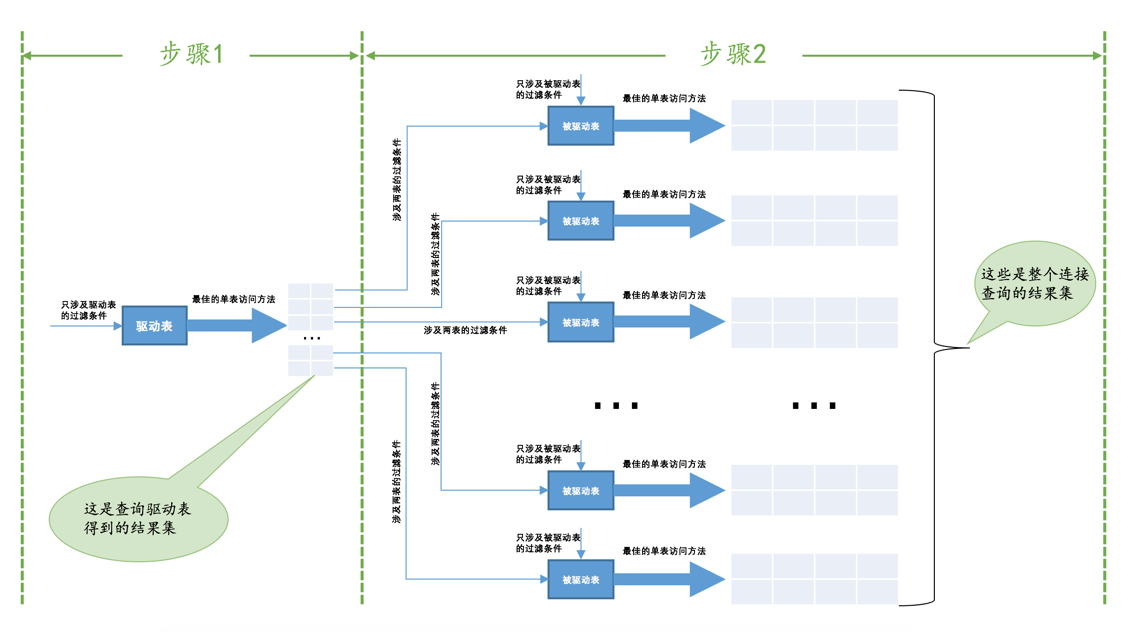 步骤1
步骤2
只涉及驱动表
的过滤条件
驱动表
最佳的单表访问方法
...
这是查询驱动表
得到的结果集
涉及两表的过滤条件
只涉及被驱动表
的过滤条件
被驱动表
最佳的单表访问方法
涉及两表的过滤条件
只涉及被驱动表
的过滤条件
被驱动表
最佳的单表访问方法
涉及两表的过滤条件
只涉及被驱动表
的过滤条件
被驱动表
最佳的单表访问方法
... ...
涉及两表的过滤条件
只涉及被驱动表
的过滤条件
被驱动表
最佳的单表访问方法
涉及两表的过滤条件
只涉及被驱动表
的过滤条件
被驱动表
最佳的单表访问方法
这些是整个连接
查询的结果集